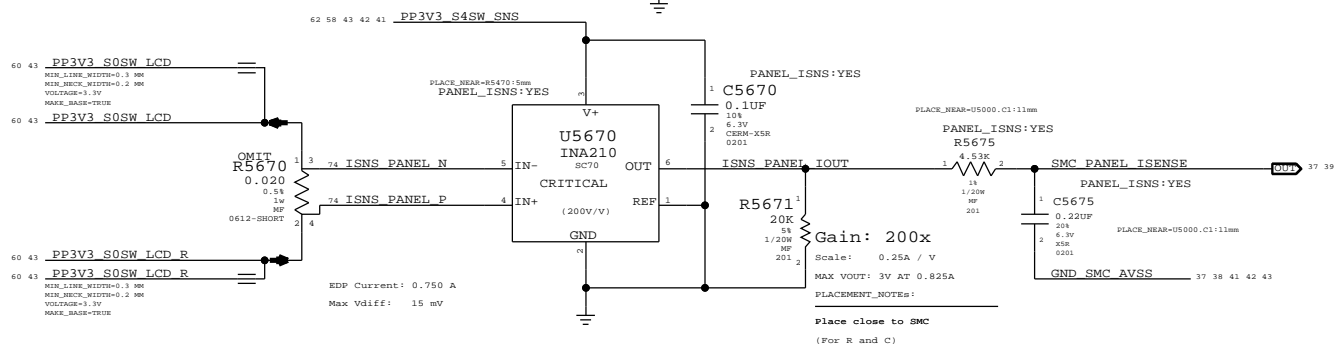 62 58 43 42 41 PP3V3_S4SW_SNS
60 43 PP3V3_S0SW_LCD
MIN_LINE_WIDTH=0.3 MM
MIN_NECK_WIDTH=0.2 MM
VOLTAGE=3.3V
MAKE_BASE=TRUE
60 43 PP3V3_S0SW_LCD
OMIT
R5670
0.020
0.5%
1W
MF
0612-SHORT
1 3
2 4
60 43 PP3V3_S0SW_LCD_R
60 43 PP3V3_S0SW_LCD_R
MIN_LINE_WIDTH=0.3 MM
MIN_NECK_WIDTH=0.2 MM
VOLTAGE=3.3V
MAKE_BASE=TRUE
74 ISNS_PANEL_N
74 ISNS_PANEL_P
EDP Current: 0.750 A
Max Vdiff: 15 mV
PLACE_NEAR=R5470:5mm
PANEL_ISNS:YES
3
V+
U5670
INA210
SC70
CRITICAL
(200V/V)
5 IN-
4 IN+
OUT 6
REF 1
GND
2
PANEL_ISNS:YES
1 C5670
0.1UF
10%
6.3V
2 CERM-X5R
0201
ISNS_PANEL_IOUT
R5671 1
20K
5%
1/20W
MF
201 2
Gain: 200x
Scale: 0.25A / V
MAX VOUT: 3V AT 0.825A
PLACEMENT_NOTEs:
Place close to SMC
(For R and C)
PLACE_NEAR=U5000.C1:11mm
PANEL_ISNS:YES
R5675
1 4.53K 2
1%
1/20W
MF
201
SMC_PANEL_ISENSE
OUT 37 39
PANEL_ISNS:YES
1 C5675
0.22UF
20%
2 6.3V
X5R
0201
PLACE_NEAR=U5000.C1:11mm
GND_SMC_AVSS 37 38 41 42 43